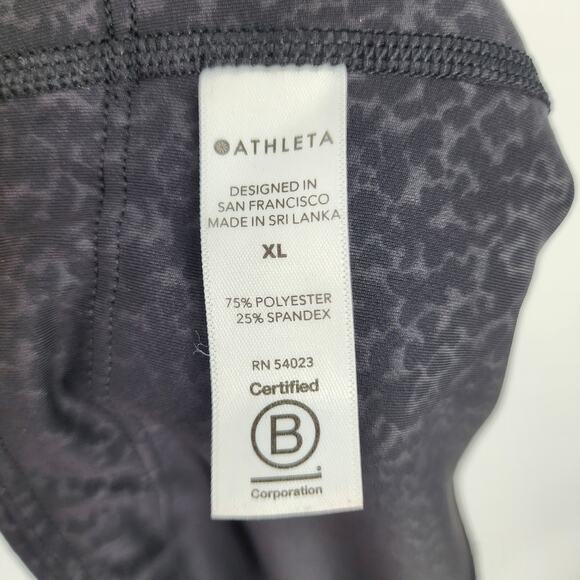 ATHLETA
DESIGNED IN
SAN FRANCISCO
MADE IN SRI LANKA
XL
75% POLYESTER
25% SPANDEX
RN 54023
Certified
B
Corporation